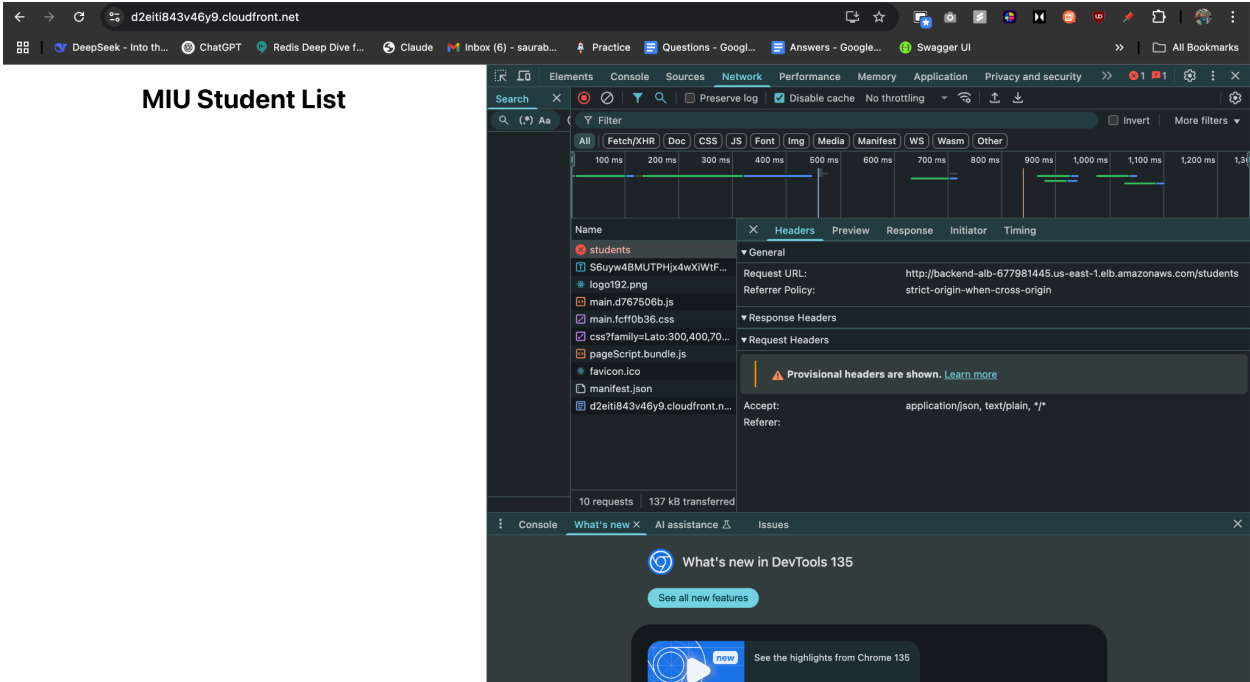 d2eiti843v46y9.cloudfront.net
DeepSeek - Into th... ChatGPT Redis Deep Dive f... Claude Inbox (6) - saurab... Practice Questions - Googl... Answers - Google... Swagger UI » All Bookmarks
MIU Student List
Elements Console Sources Network Performance Memory Application Privacy and security » 1 1
Search Preserve log Disable cache No throttling
(.*) Aa Filter Invert More filters
All Fetch/XHR Doc CSS JS Font Img Media Manifest WS Wasm Other
100 ms 200 ms 300 ms 400 ms 500 ms 600 ms 700 ms 800 ms 900 ms 1,000 ms 1,100 ms 1,200 ms
Name Headers Preview Response Initiator Timing
students
S6uyw4BMUTPHjx4wXiWtF...
logo192.png
main.d767506b.js
main.fcff0b36.css
css?family=Lato:300,400,70...
pageScript.bundle.js
favicon.ico
manifest.json
d2eiti843v46y9.cloudfront.n...
General
Request URL: http://backend-alb-677981445.us-east-1.elb.amazonaws.com/students
Referrer Policy: strict-origin-when-cross-origin
Response Headers
Request Headers
Provisional headers are shown. Learn more
Accept: application/json, text/plain, */*
Referer:
10 requests 137 kB transferred
Console What's new AI assistance Issues
What's new in DevTools 135
See all new features
new
See the highlights from Chrome 135